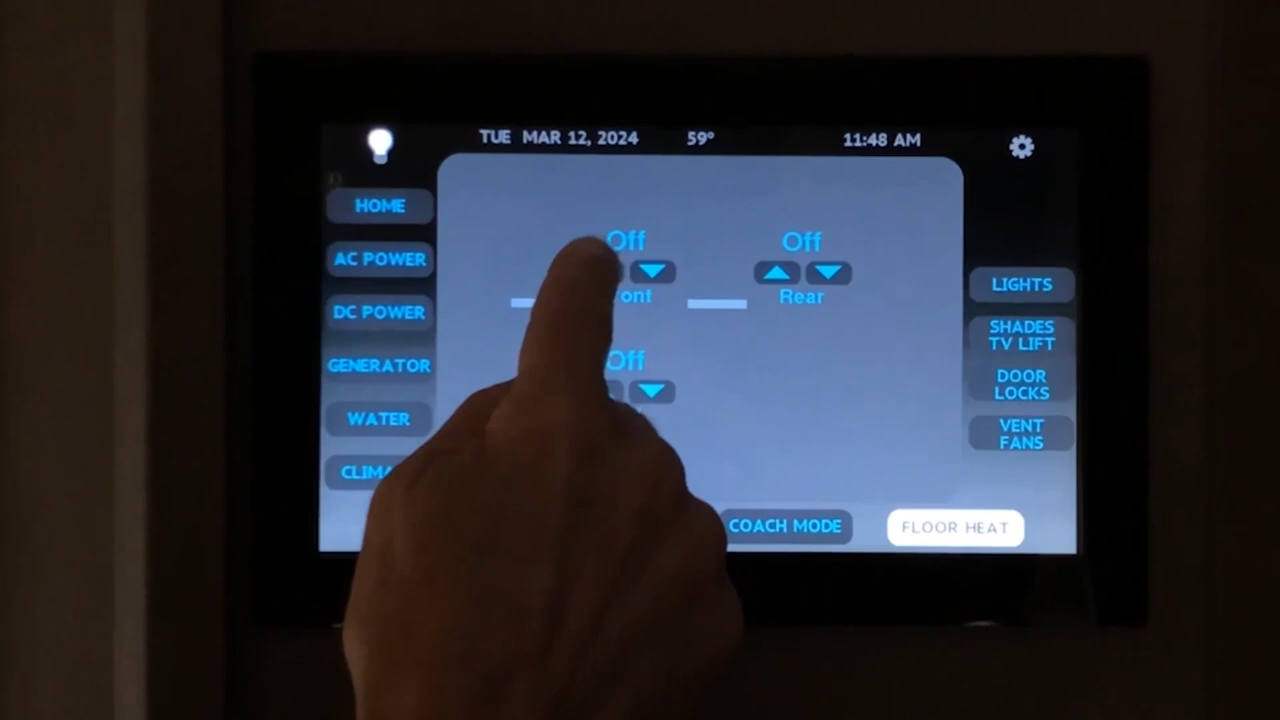 TUE MAR 12, 2024 59° 11:48 AM
HOME
AC POWER
DC POWER
GENERATOR
WATER
Off
Off
Rear
Off
LIGHTS
SHADES
TV LIFT
DOOR
LOCKS
VENT
FANS
COACH MODE
FLOOR HEAT